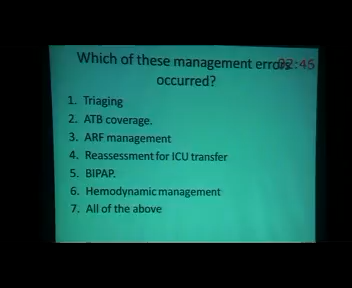 Which of these management errors
02:45
occurred?
1. Triaging
2. ATB coverage.
3. ARF management
4. Reassessment for ICU transfer
5. BIPAP.
6. Hemodynamic management
7. All of the above